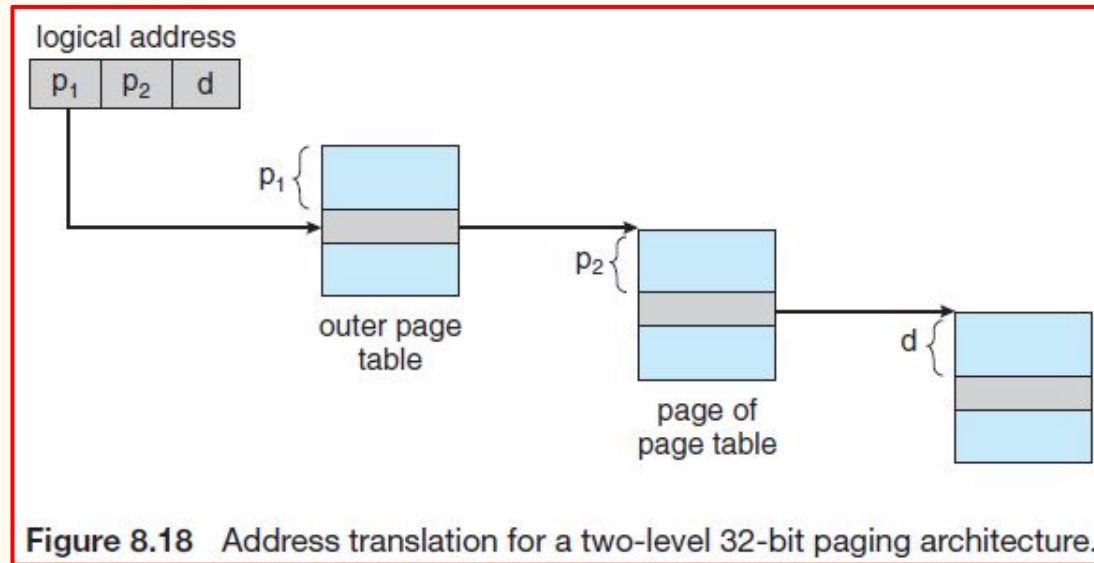 logical address
p₁ p₂ d
p₁
outer page
table
p₂
page of
page table
d
Figure 8.18 Address translation for a two-level 32-bit paging architecture.